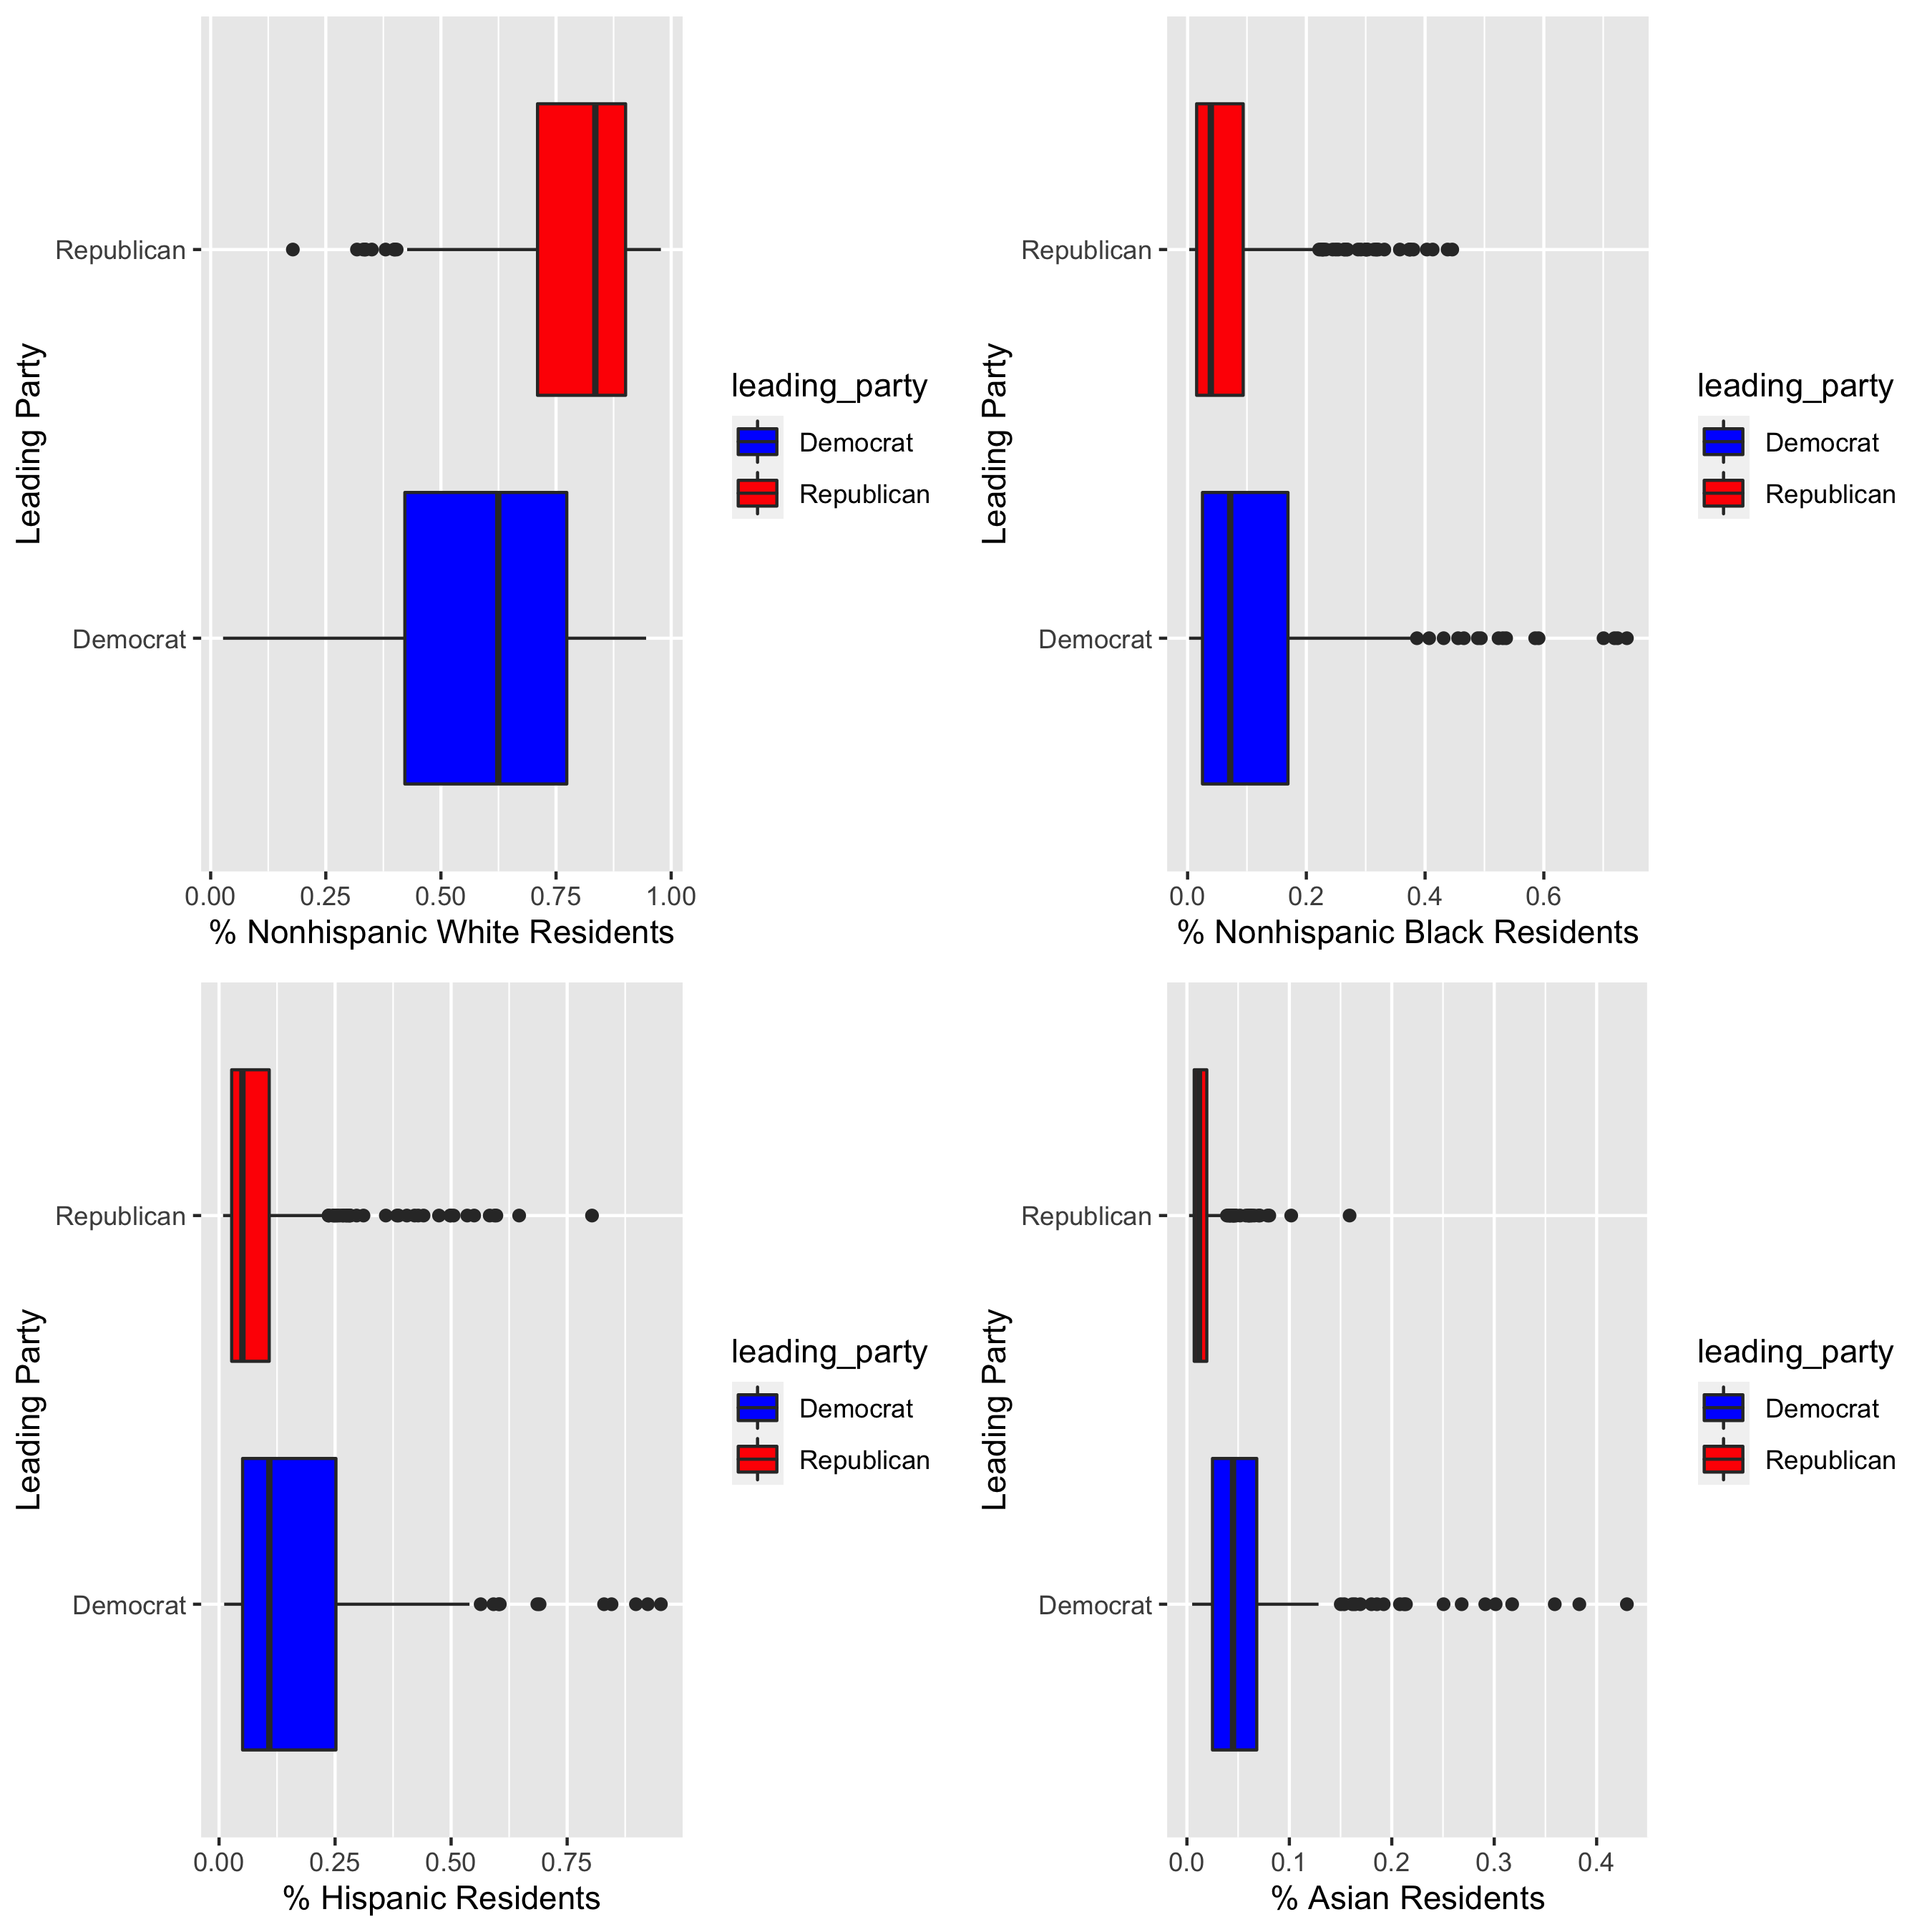 Leading Party
Republican
Democrat
0.00 0.25 0.50 0.75 1.00
% Nonhispanic White Residents
leading_party
Democrat
Republican
Leading Party
Republican
Democrat
0.0 0.2 0.4 0.6
% Nonhispanic Black Residents
leading_party
Democrat
Republican
Leading Party
Republican
Democrat
0.00 0.25 0.50 0.75
% Hispanic Residents
leading_party
Democrat
Republican
Leading Party
Republican
Democrat
0.0 0.1 0.2 0.3 0.4
% Asian Residents
leading_party
Democrat
Republican